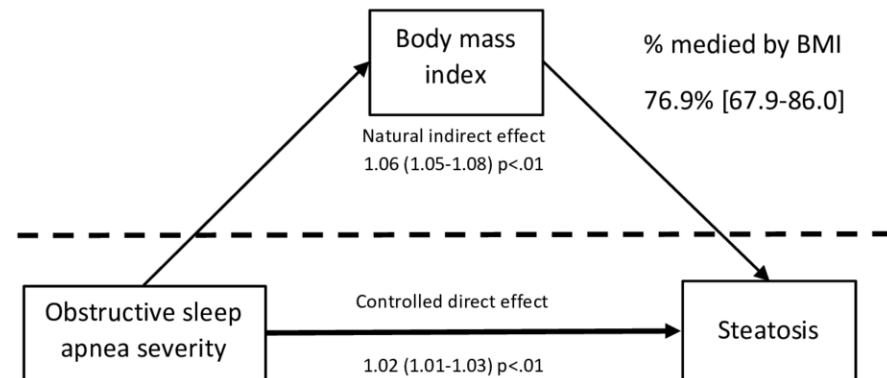 Body mass
index
% medied by BMI
76.9% [67.9-86.0]
Natural indirect effect
1.06 (1.05-1.08) p<.01
Obstructive sleep
apnea severity
Controlled direct effect
1.02 (1.01-1.03) p<.01
Steatosis